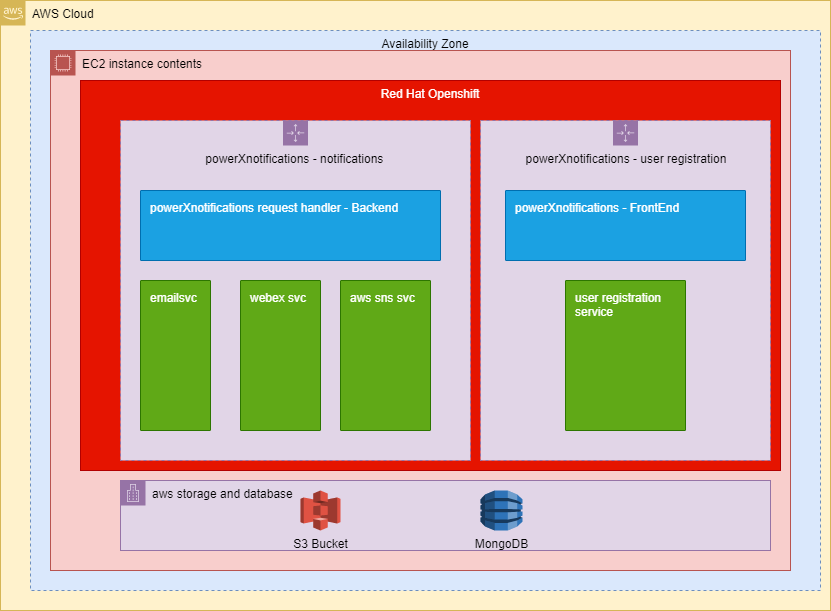 aws
AWS Cloud
Availability Zone
EC2 instance contents
Red Hat Openshift
powerXnotifications - notifications
powerXnotifications request handler - Backend
emailsvc
webex svc
aws sns svc
powerXnotifications - user registration
powerXnotifications - FrontEnd
user registration
service
aws storage and database
S3 Bucket
MongoDB